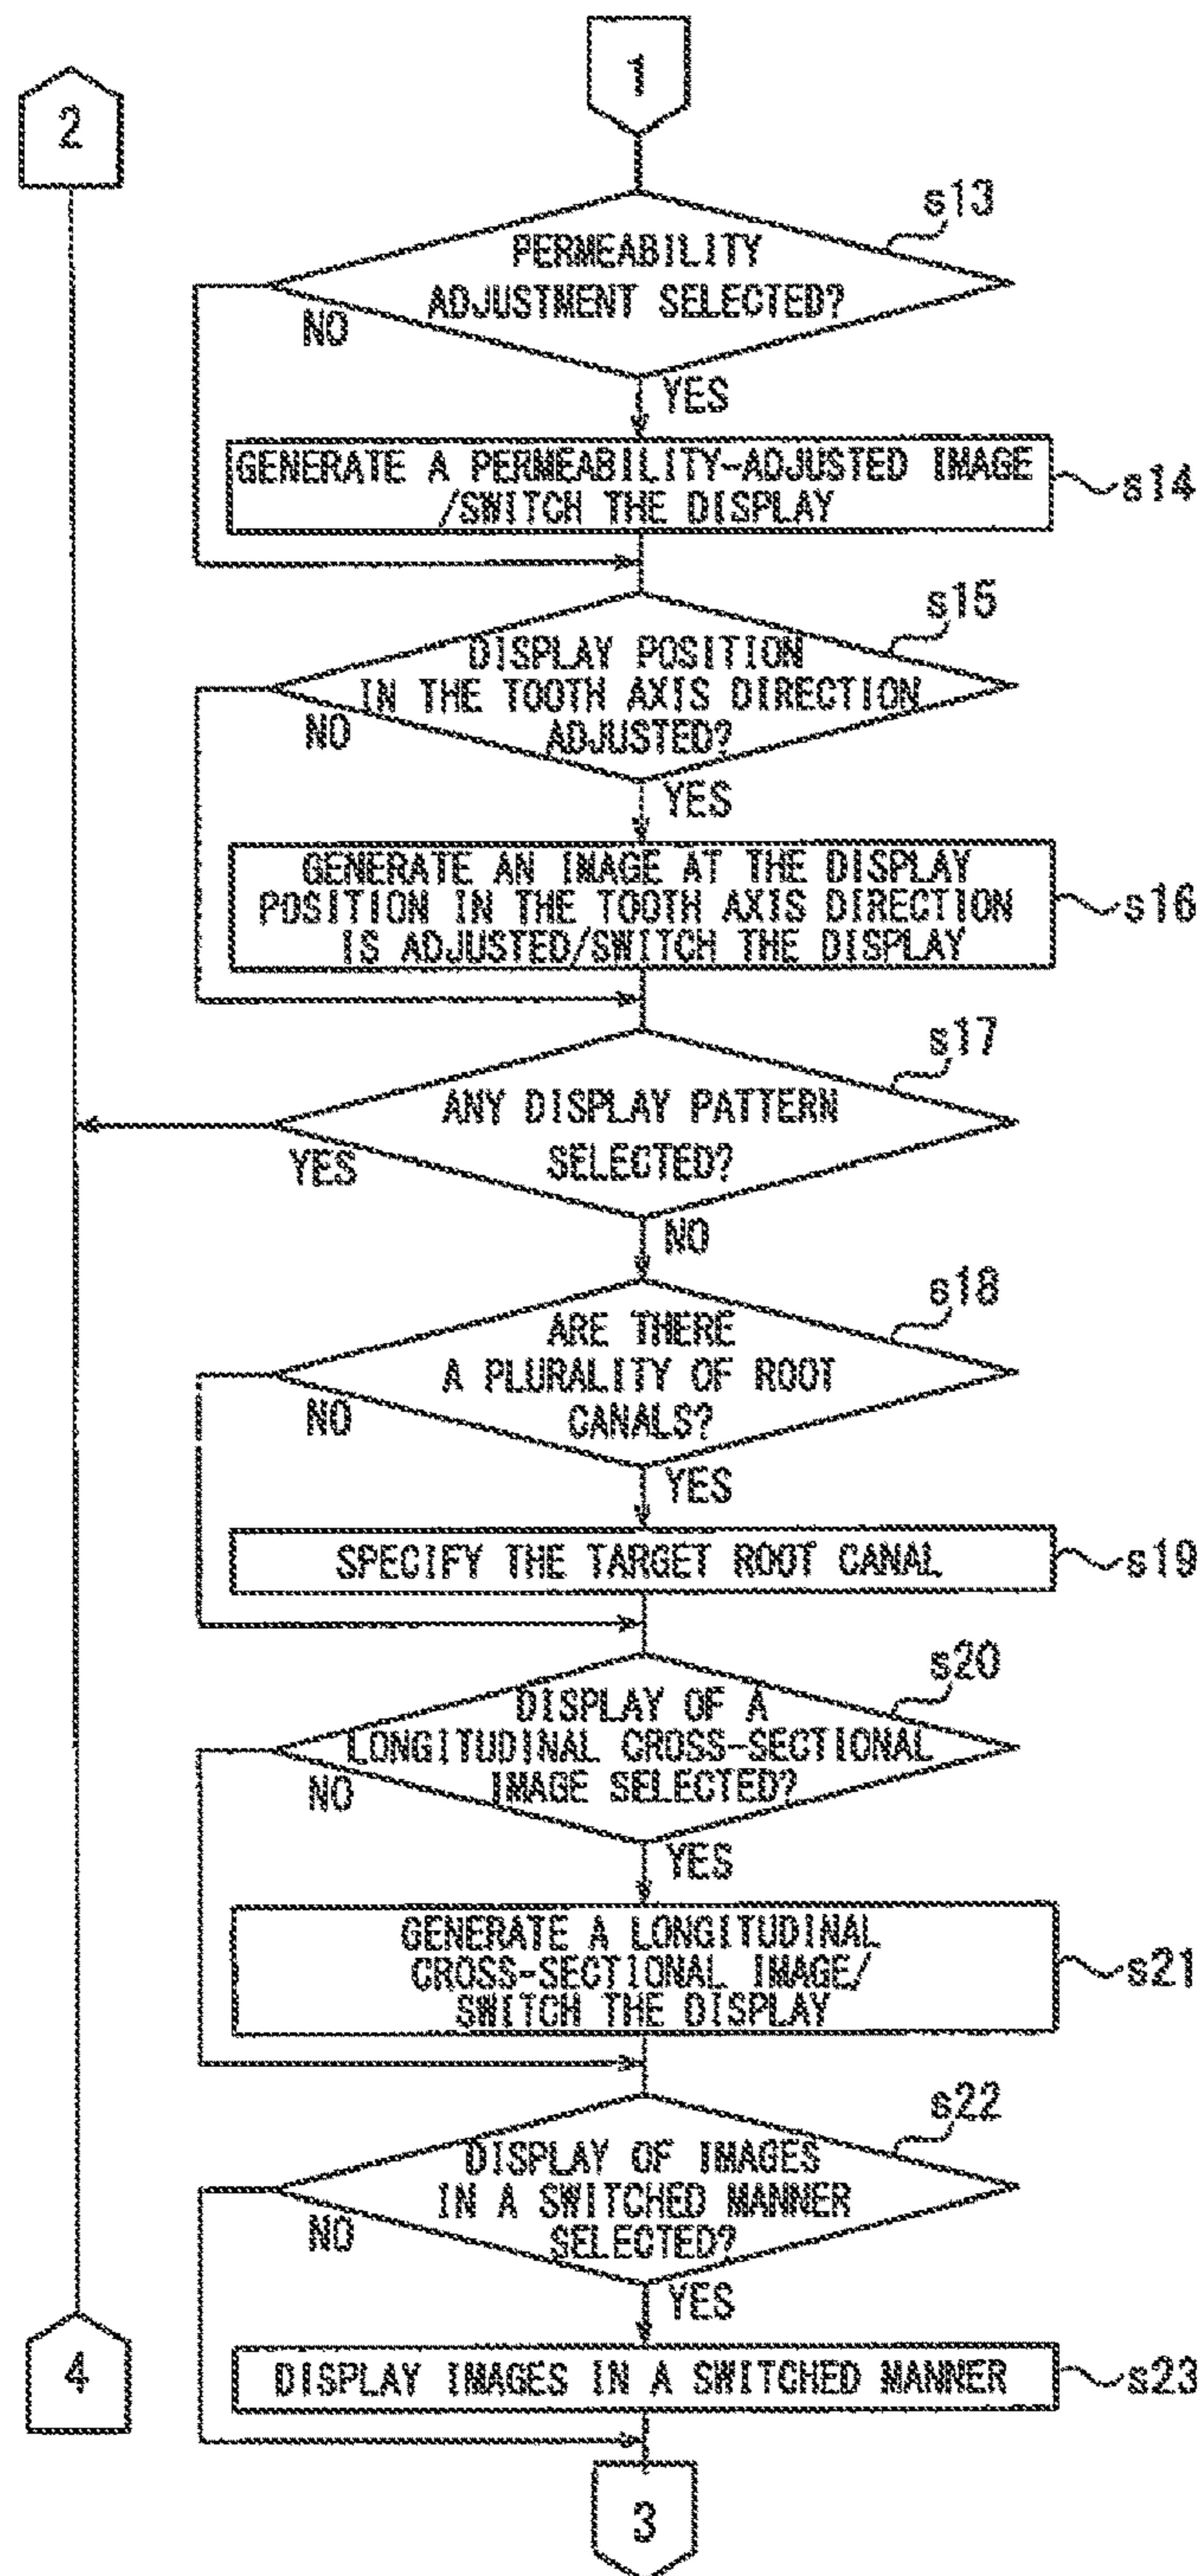 1
2
s13
PERMEABILITY
ADJUSTMENT SELECTED?
NO
YES
GENERATE A PERMEABILITY-ADJUSTED IMAGE
/SWITCH THE DISPLAY
s14
s15
DISPLAY POSITION
IN THE TOOTH AXIS DIRECTION
ADJUSTED?
NO
YES
GENERATE AN IMAGE AT THE DISPLAY
POSITION IN THE TOOTH AXIS DIRECTION
IS ADJUSTED/SWITCH THE DISPLAY
s16
s17
ANY DISPLAY PATTERN
SELECTED?
YES
NO
s18
ARE THERE
A PLURALITY OF ROOT
CANALS?
NO
YES
SPECIFY THE TARGET ROOT CANAL
s19
s20
DISPLAY OF A
LONGITUDINAL CROSS-SECTIONAL
IMAGE SELECTED?
NO
YES
GENERATE A LONGITUDINAL
CROSS-SECTIONAL IMAGE/
SWITCH THE DISPLAY
s21
s22
DISPLAY OF IMAGES
IN A SWITCHED MANNER
SELECTED?
NO
YES
4
DISPLAY IMAGES IN A SWITCHED MANNER
s23
3